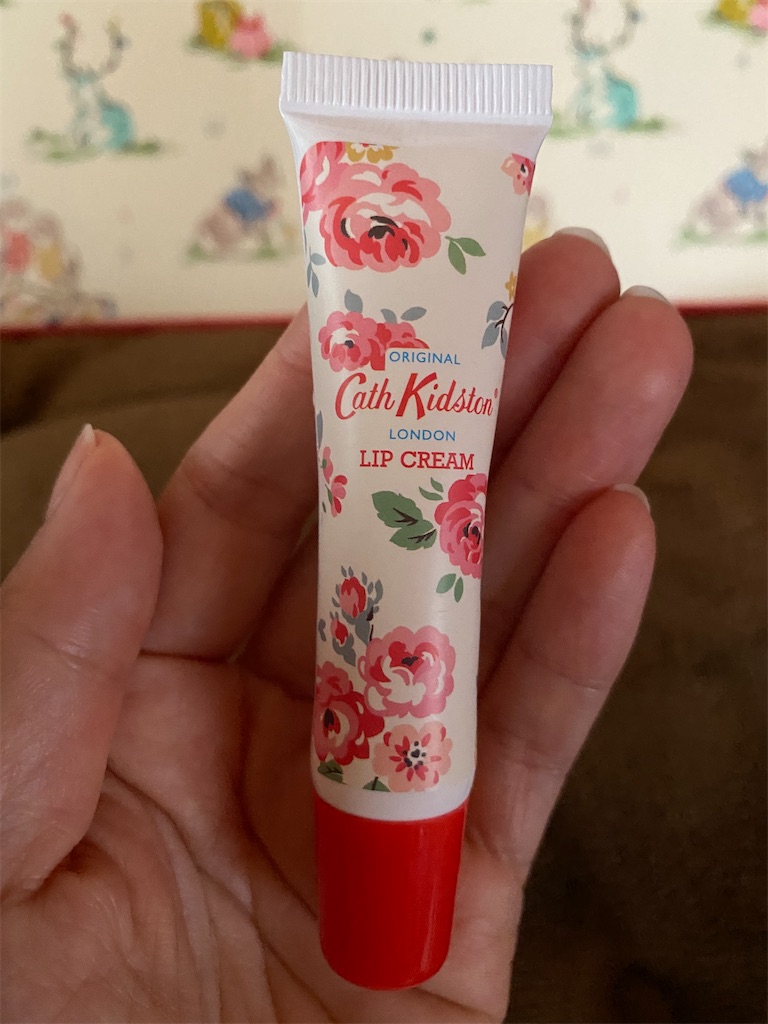 ORIGINAL
Cath Kidston®
LONDON
LIP CREAM